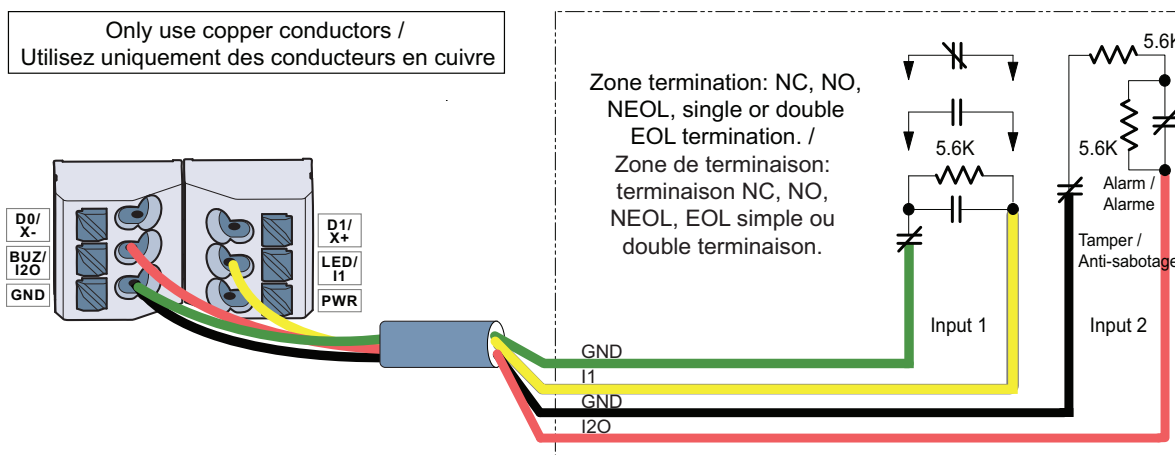 Only use copper conductors /
Utilisez uniquement des conducteurs en cuivre
Zone termination: NC, NO,
NEOL, single or double
EOL termination. /
Zone de terminaison:
terminaison NC, NO,
NEOL, EOL simple ou
double terminaison.
5.6K
5.6K
5.6K
Alarm /
Alarme
Tamper /
Anti-sabotage
Input 1
Input 2
D0/
X-
BUZ/
I2O
GND
D1/
X+
LED/
I1
PWR
GND
I1
GND
I2O